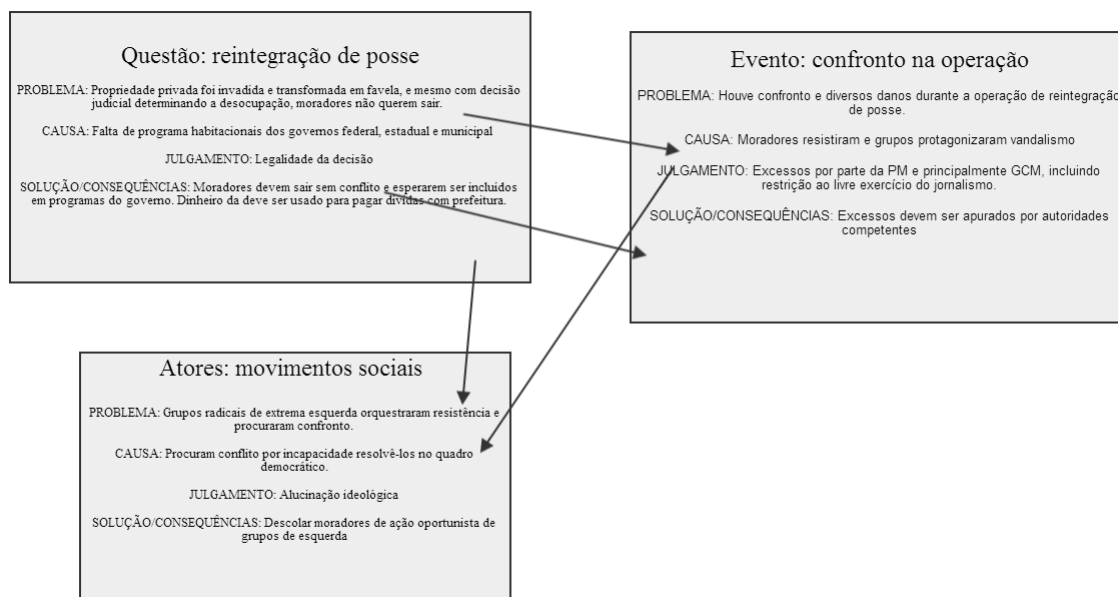 Questão: reintegração de posse
PROBLEMA: Propriedade privada foi invadida e transformada em favela, e mesmo com decisão
judicial determinando a desocupação, moradores não querem sair.
CAUSA: Falta de programa habitacionais dos governos federal, estadual e municipal
JULGAMENTO: Legalidade da decisão
SOLUÇÃO/CONSEQUÊNCIAS: Moradores devem sair sem conflito e esperarem ser incluidos
em programas do governo. Dinheiro da deve ser usado para pagar dívidas com prefeitura.
Evento: confronto na operação
PROBLEMA: Houve confronto e diversos danos durante a operação de reintegração
de posse.
CAUSA: Moradores resistiram e grupos protagonizaram vandalismo
JULGAMENTO: Excessos por parte da PM e principalmente GCM, incluindo
restrição ao livre exercício do jornalismo.
SOLUÇÃO/CONSEQUÊNCIAS: Excessos devem ser apurados por autoridades
competentes
Atores: movimentos sociais
PROBLEMA: Grupos radicais de extrema esquerda orquestraram resistência e
procuraram confronto.
CAUSA: Procuram conflito por incapacidade resolvê-los no quadro
democrático.
JULGAMENTO: Alucinação ideológica
SOLUÇÃO/CONSEQUÊNCIAS: Descolar moradores de ação oportunista de
grupos de esquerda